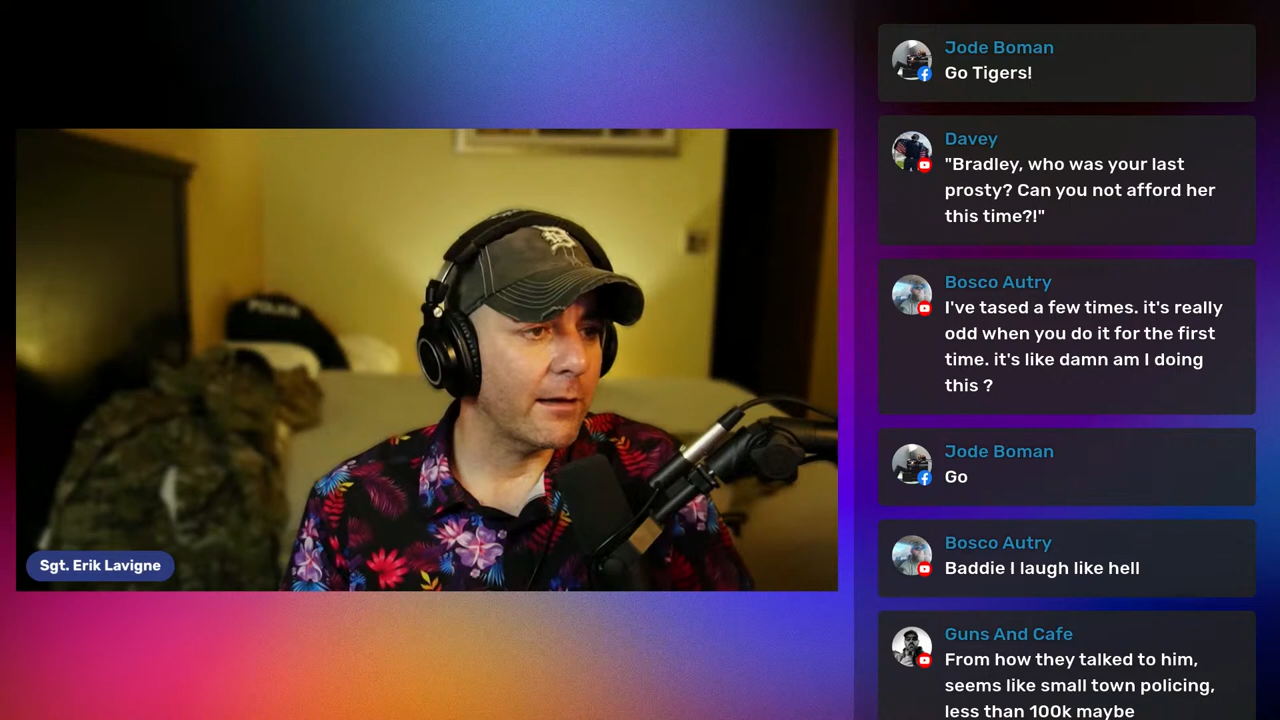 Jode Boman
Go Tigers!
Davey
"Bradley, who was your last
prosty? Can you not afford her
this time?!"
Bosco Autry
I've tased a few times. it's really
odd when you do it for the first
time. it's like damn am I doing
this ?
Jode Boman
Go
Bosco Autry
Baddie I laugh like hell
Guns And Cafe
From how they talked to him,
seems like small town policing,
less than 100k maybe
POLICE
Sgt. Erik Lavigne